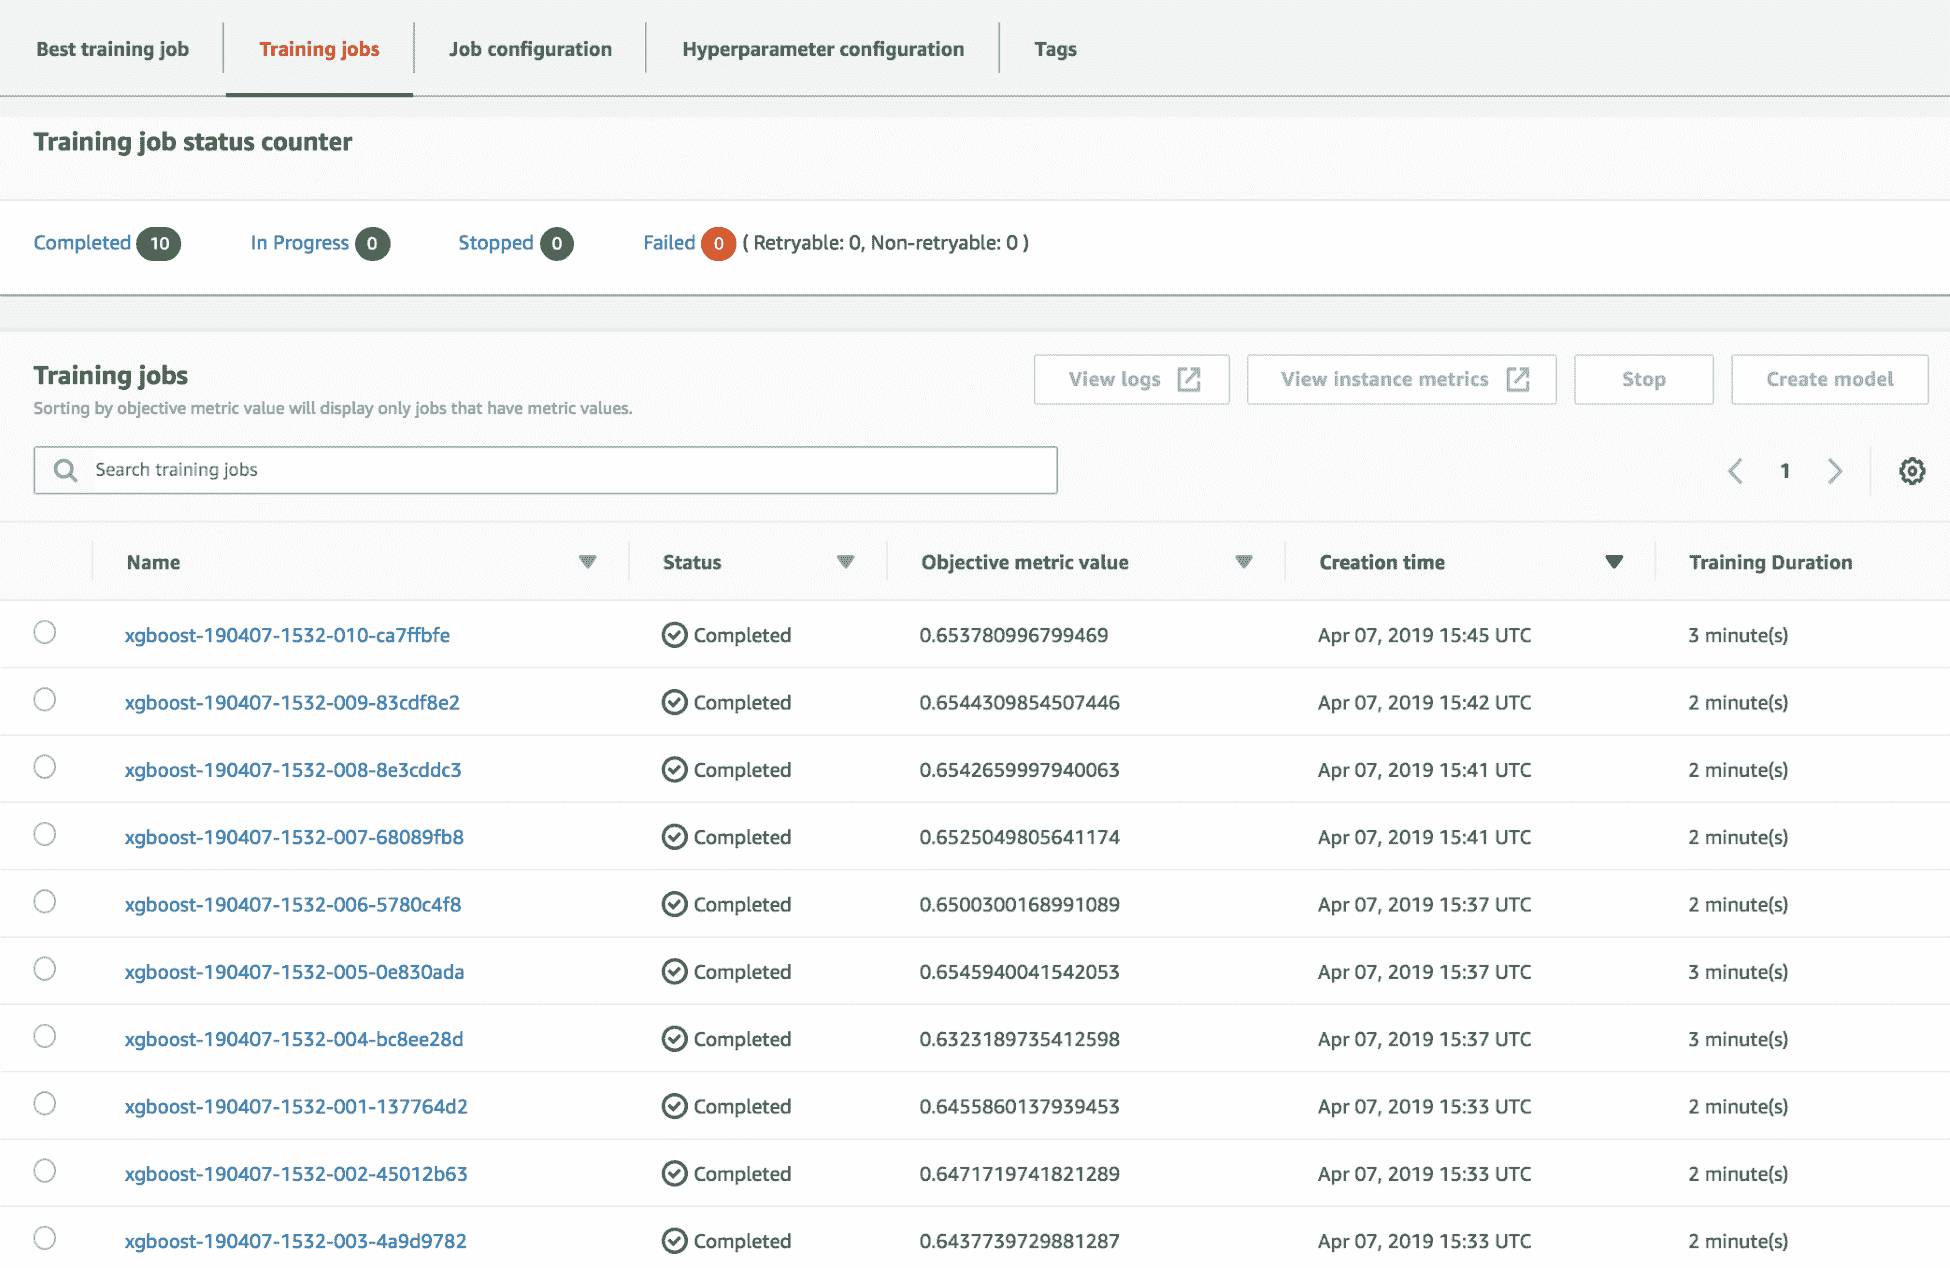 Best training job Training jobs Job configuration Hyperparameter configuration Tags
Training job status counter
Completed 10 In Progress 0 Stopped 0 Failed 0 ( Retryable: 0, Non-retryable: 0 )
Training jobs View logs View instance metrics Stop Create model
Sorting by objective metric value will display only jobs that have metric values.
Search training jobs 1
Name Status Objective metric value Creation time Training Duration
xgboost-190407-1532-010-ca7ffbfe Completed 0.653780996799469 Apr 07, 2019 15:45 UTC 3 minute(s)
xgboost-190407-1532-009-83cdf8e2 Completed 0.6544309854507446 Apr 07, 2019 15:42 UTC 2 minute(s)
xgboost-190407-1532-008-8e3cddc3 Completed 0.6542659997940063 Apr 07, 2019 15:41 UTC 2 minute(s)
xgboost-190407-1532-007-68089fb8 Completed 0.6525049805641174 Apr 07, 2019 15:41 UTC 2 minute(s)
xgboost-190407-1532-006-5780c4f8 Completed 0.6500300168991089 Apr 07, 2019 15:37 UTC 2 minute(s)
xgboost-190407-1532-005-0e830ada Completed 0.6545940041542053 Apr 07, 2019 15:37 UTC 3 minute(s)
xgboost-190407-1532-004-bc8ee28d Completed 0.6323189735412598 Apr 07, 2019 15:37 UTC 3 minute(s)
xgboost-190407-1532-001-137764d2 Completed 0.6455860137939453 Apr 07, 2019 15:33 UTC 2 minute(s)
xgboost-190407-1532-002-45012b63 Completed 0.6471719741821289 Apr 07, 2019 15:33 UTC 2 minute(s)
xgboost-190407-1532-003-4a9d9782 Completed 0.6437739729881287 Apr 07, 2019 15:33 UTC 2 minute(s)